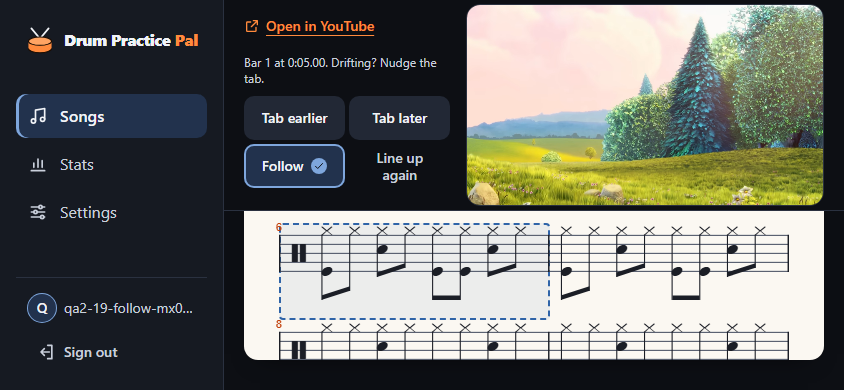 Drum Practice Pal
Songs
Stats
Settings
Q
qa2-19-follow-mx0...
Sign out
Open in YouTube
Bar 1 at 0:05.00. Drifting? Nudge the
tab.
Tab earlier
Tab later
Follow
Line up
again
6
8